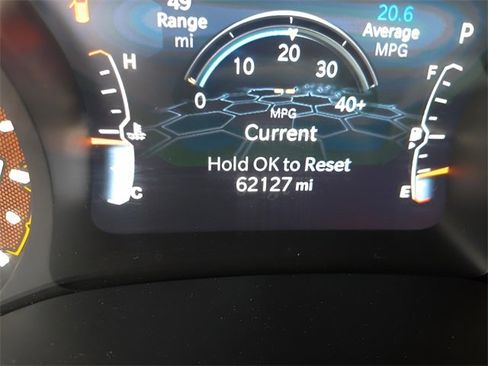 49
Range
mi
20.6
Average
MPG
P
H
F
20
10
30
0
40+
MPG
Current
Hold OK to Reset
C
62127 mi
E